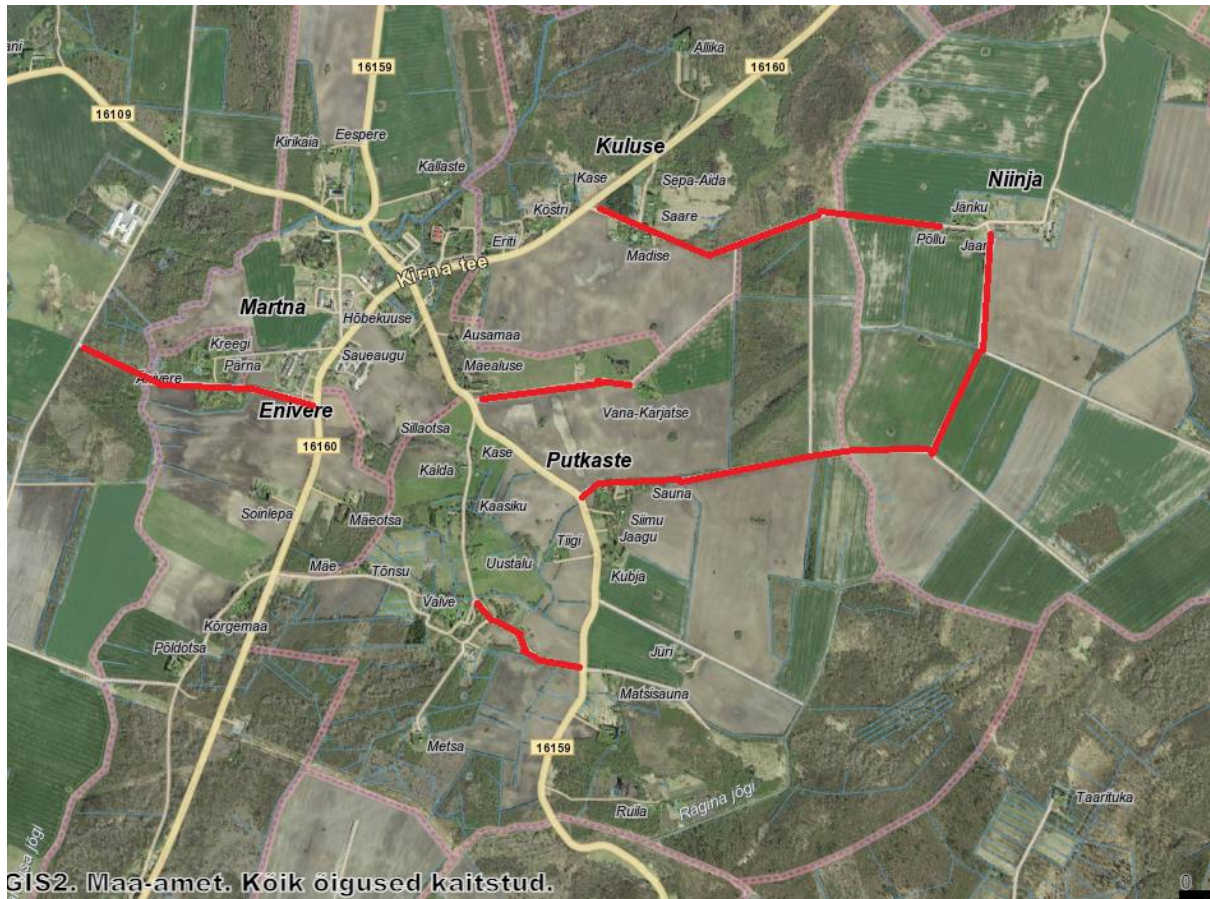 Allika
16159
16160
16109
Eespere
Kirikaia
Kuluse
Kallaste
Kase
Sepa-Aida
Niinja
Jänku
Köstri
Saare
Põllu
Eriti
Madise
Kirna tee
Martna
Hõbekuuse
Ausamaa
Kreegi
Saueaugu
Pärna
Mäealuse
Enivere
Vana-Karjatse
Sillaotsa
16160
Kase
Putkaste
Kalda
Sauna
Kaasiku
Soinlepa
Mäeotsa
Siimu
Jaagu
Tiigi
Uustalu
Mäe
Tõnsu
Kubja
Valve
Kõrgemaa
Põldotsa
Jüri
Matsisauna
Metsa
16159
Ruila
Rägina jõgi
Taarituka
GIS2. Maa-amet. Kõik õigused kaitstud.
0